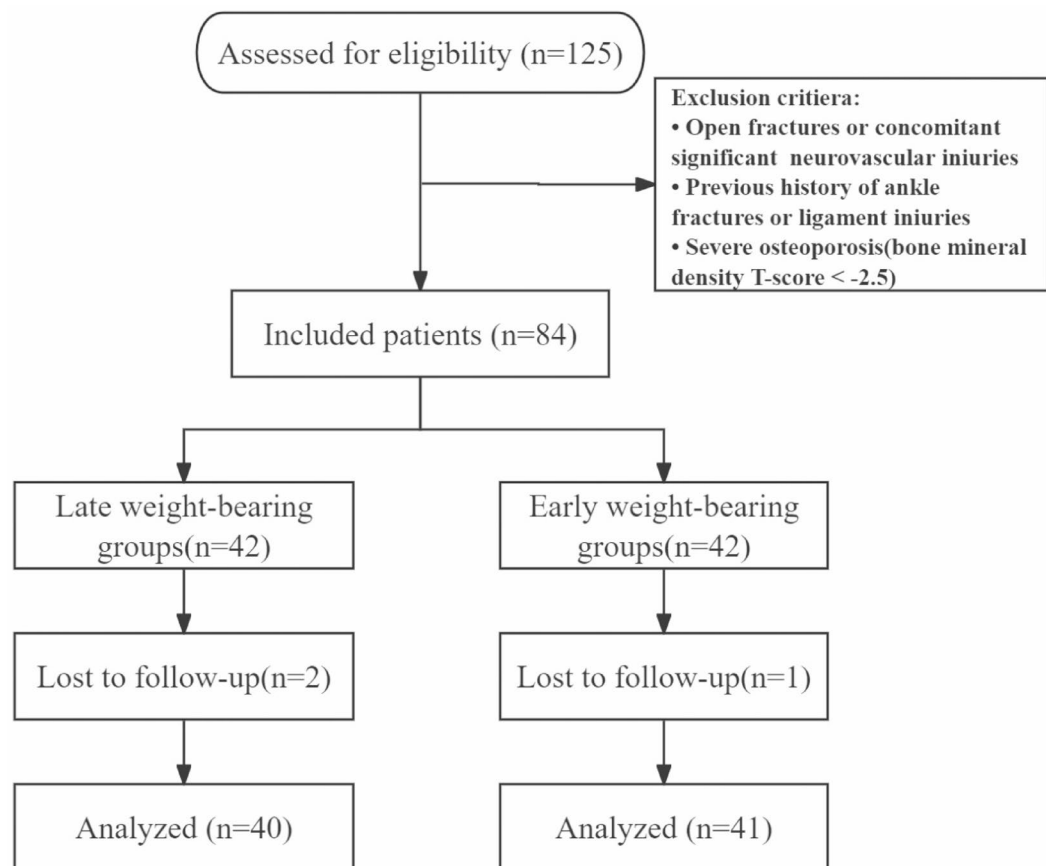 Assessed for eligibility (n=125)
Exclusion critiera:
• Open fractures or concomitant
significant neurovascular iniuries
• Previous history of ankle
fractures or ligament iniuries
• Severe osteoporosis(bone mineral
density T-score < -2.5)
Included patients (n=84)
Late weight-bearing
groups(n=42)
Early weight-bearing
groups(n=42)
Lost to follow-up(n=2)
Lost to follow-up(n=1)
Analyzed (n=40)
Analyzed (n=41)